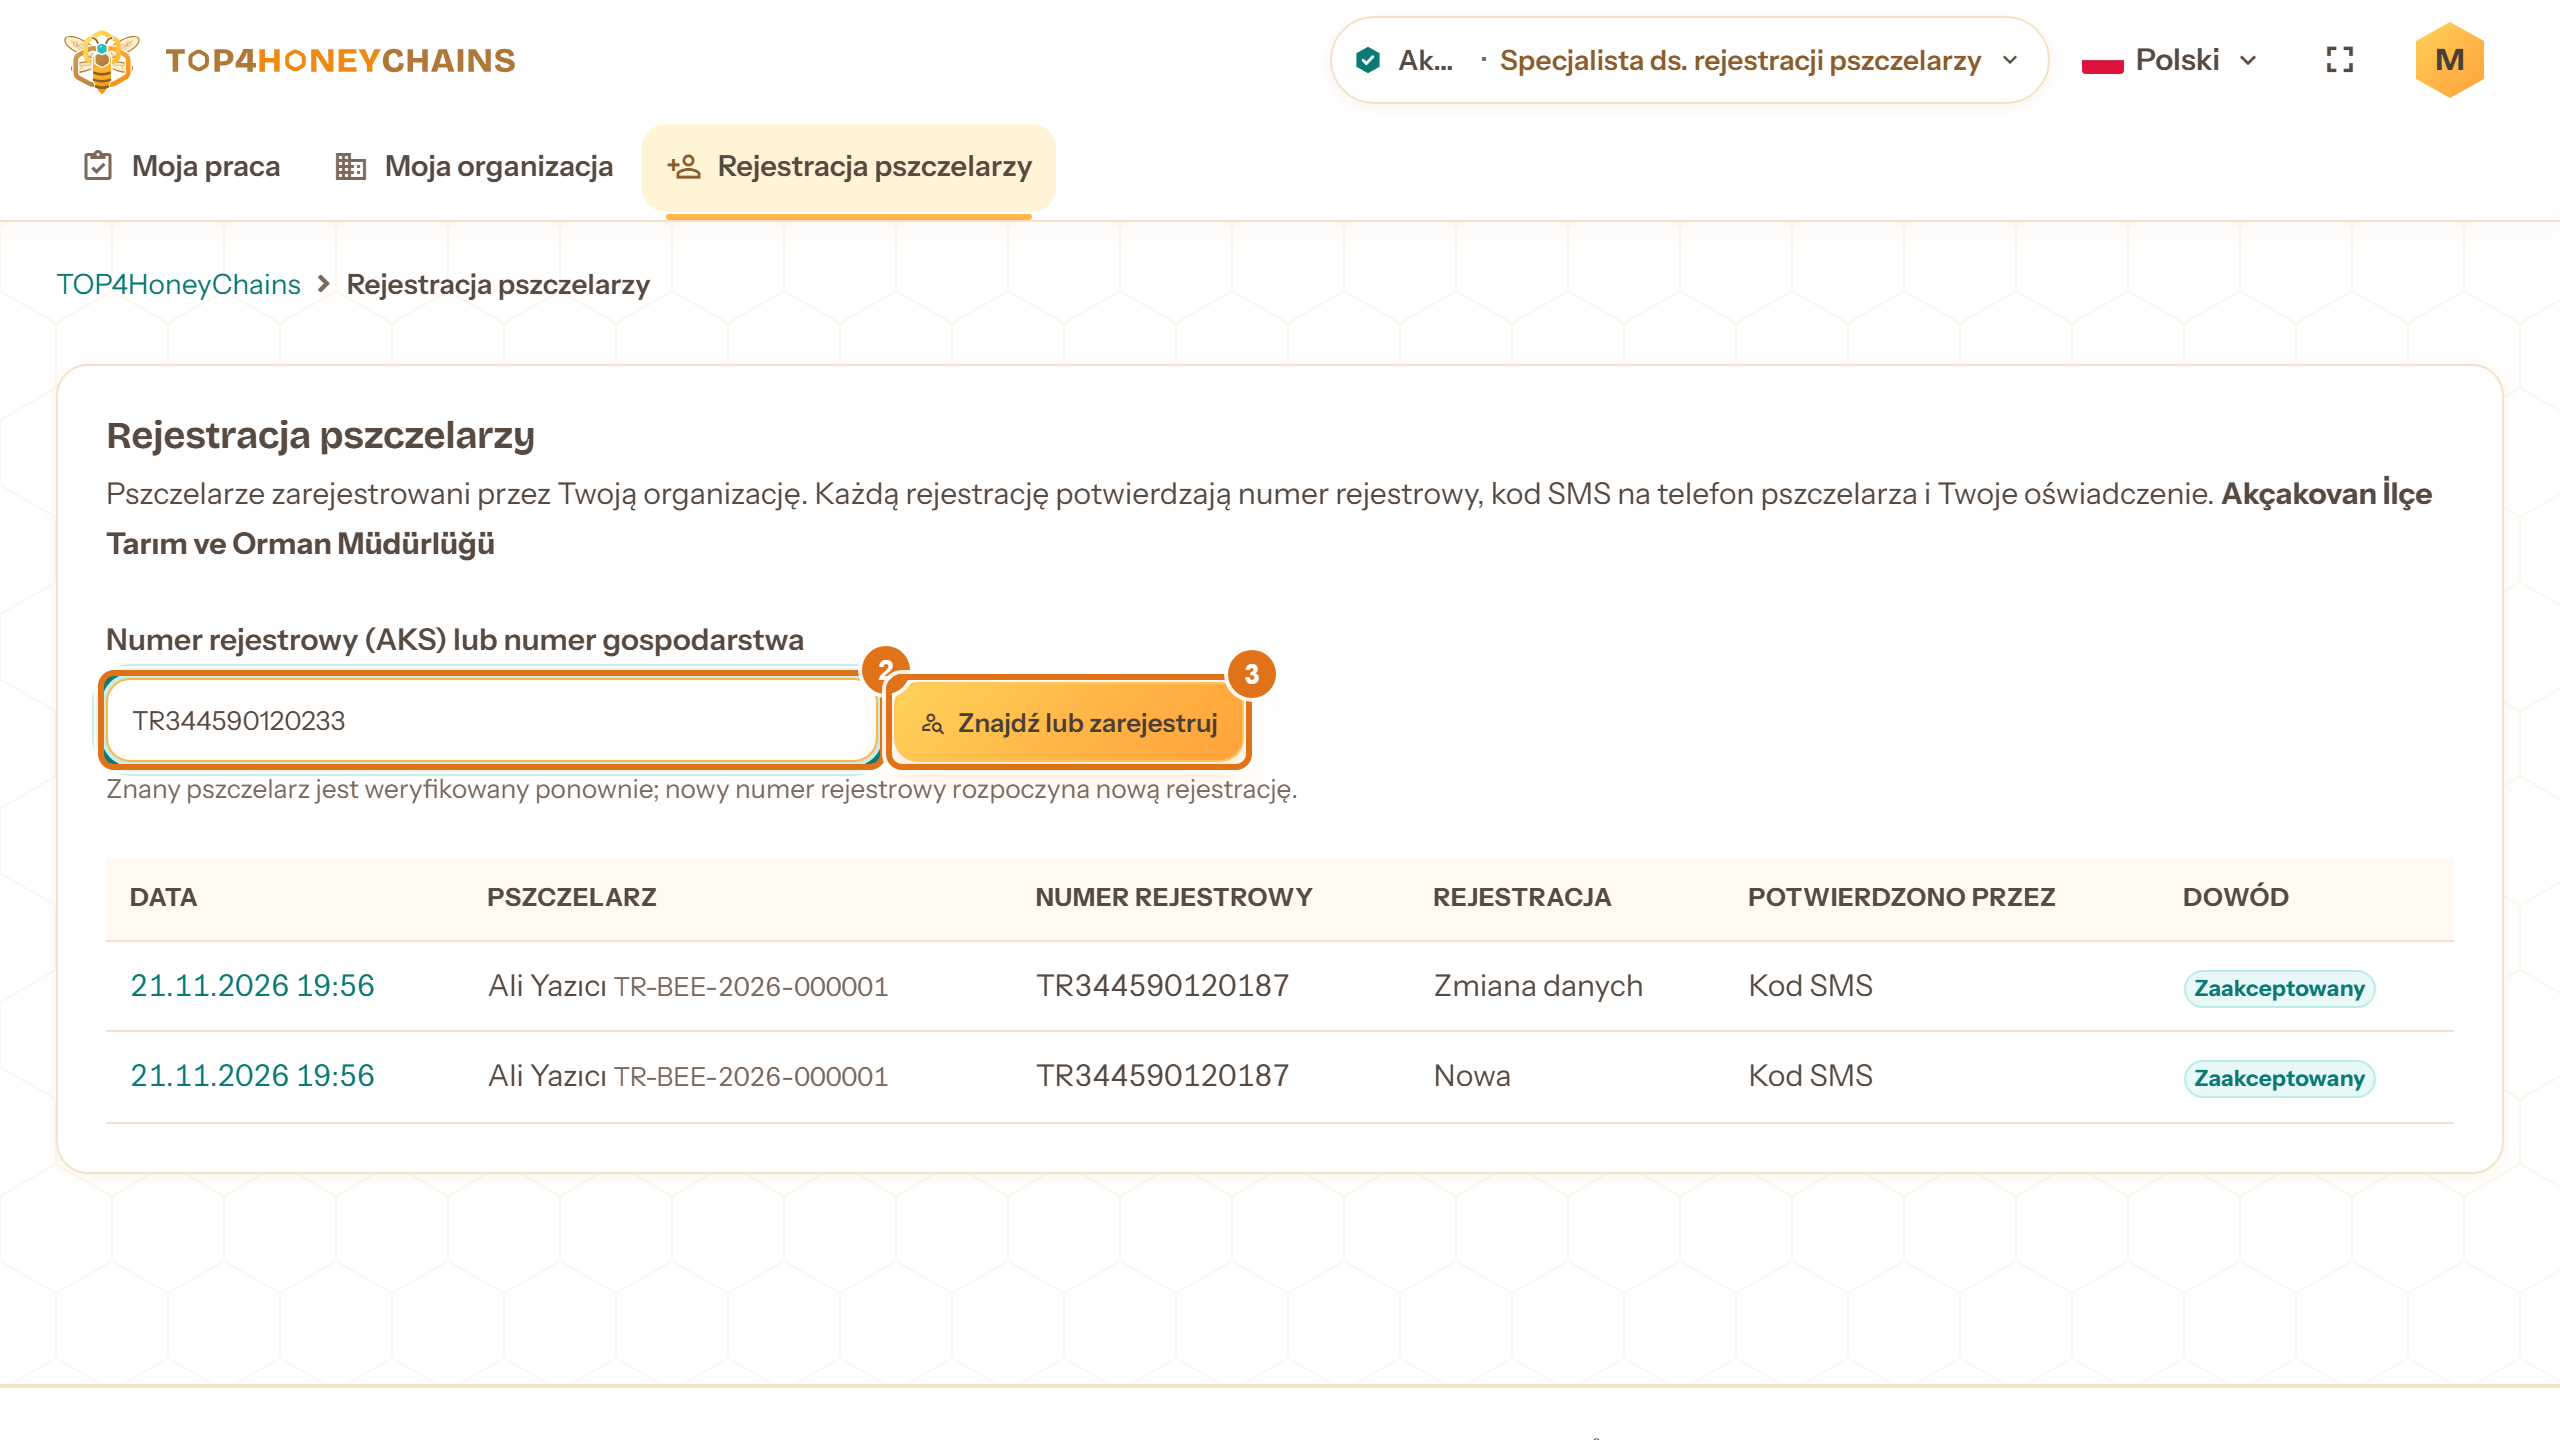 TOP4HONEYCHAINS
Ak... · Specjalista ds. rejestracji pszczelarzy
Polski
M
Moja praca
Moja organizacja
Rejestracja pszczelarzy
TOP4HoneyChains > Rejestracja pszczelarzy
Rejestracja pszczelarzy
Pszczelarze zarejestrowani przez Twoją organizację. Każdą rejestrację potwierdzają numer rejestrowy, kod SMS na telefon pszczelarza i Twoje oświadczenie. Akçakovan İlçe
Tarım ve Orman Müdürlüğü
Numer rejestrowy (AKS) lub numer gospodarstwa
2
3
TR344590120233
Znajdź lub zarejestruj
Znany pszczelarz jest weryfikowany ponownie; nowy numer rejestrowy rozpoczyna nową rejestrację.
DATA PSZCZELARZ NUMER REJESTROWY REJESTRACJA POTWIERDZONO PRZEZ DOWÓD
21.11.2026 19:56 Ali Yazıcı TR-BEE-2026-000001 TR344590120187 Zmiana danych Kod SMS Zaakceptowany
21.11.2026 19:56 Ali Yazıcı TR-BEE-2026-000001 TR344590120187 Nowa Kod SMS Zaakceptowany